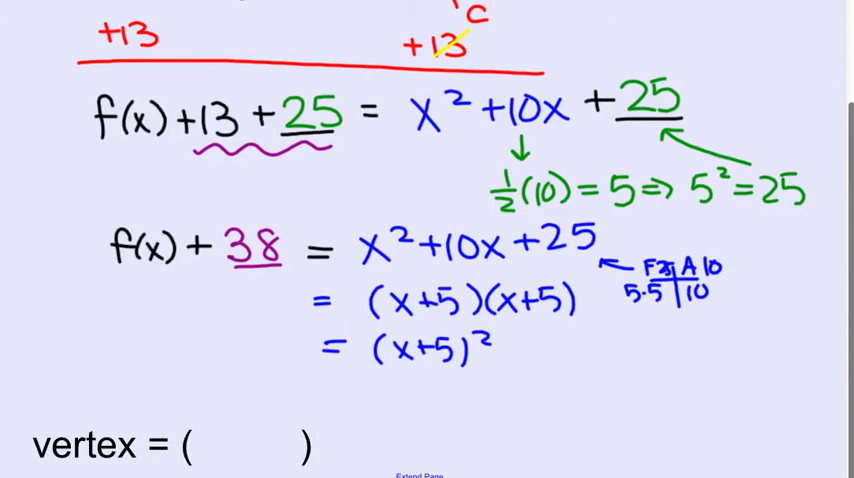 c
+13 +13
f(x) +13 + 25 = x² + 10x + 25
↓
½(10) = 5 ⇒ 5² = 25
f(x) + 38 = x² + 10x + 25
← F 25 A 10
= (x+5)(x+5) 5·5 | 10
= (x+5)²
vertex = ( )
Extend Page